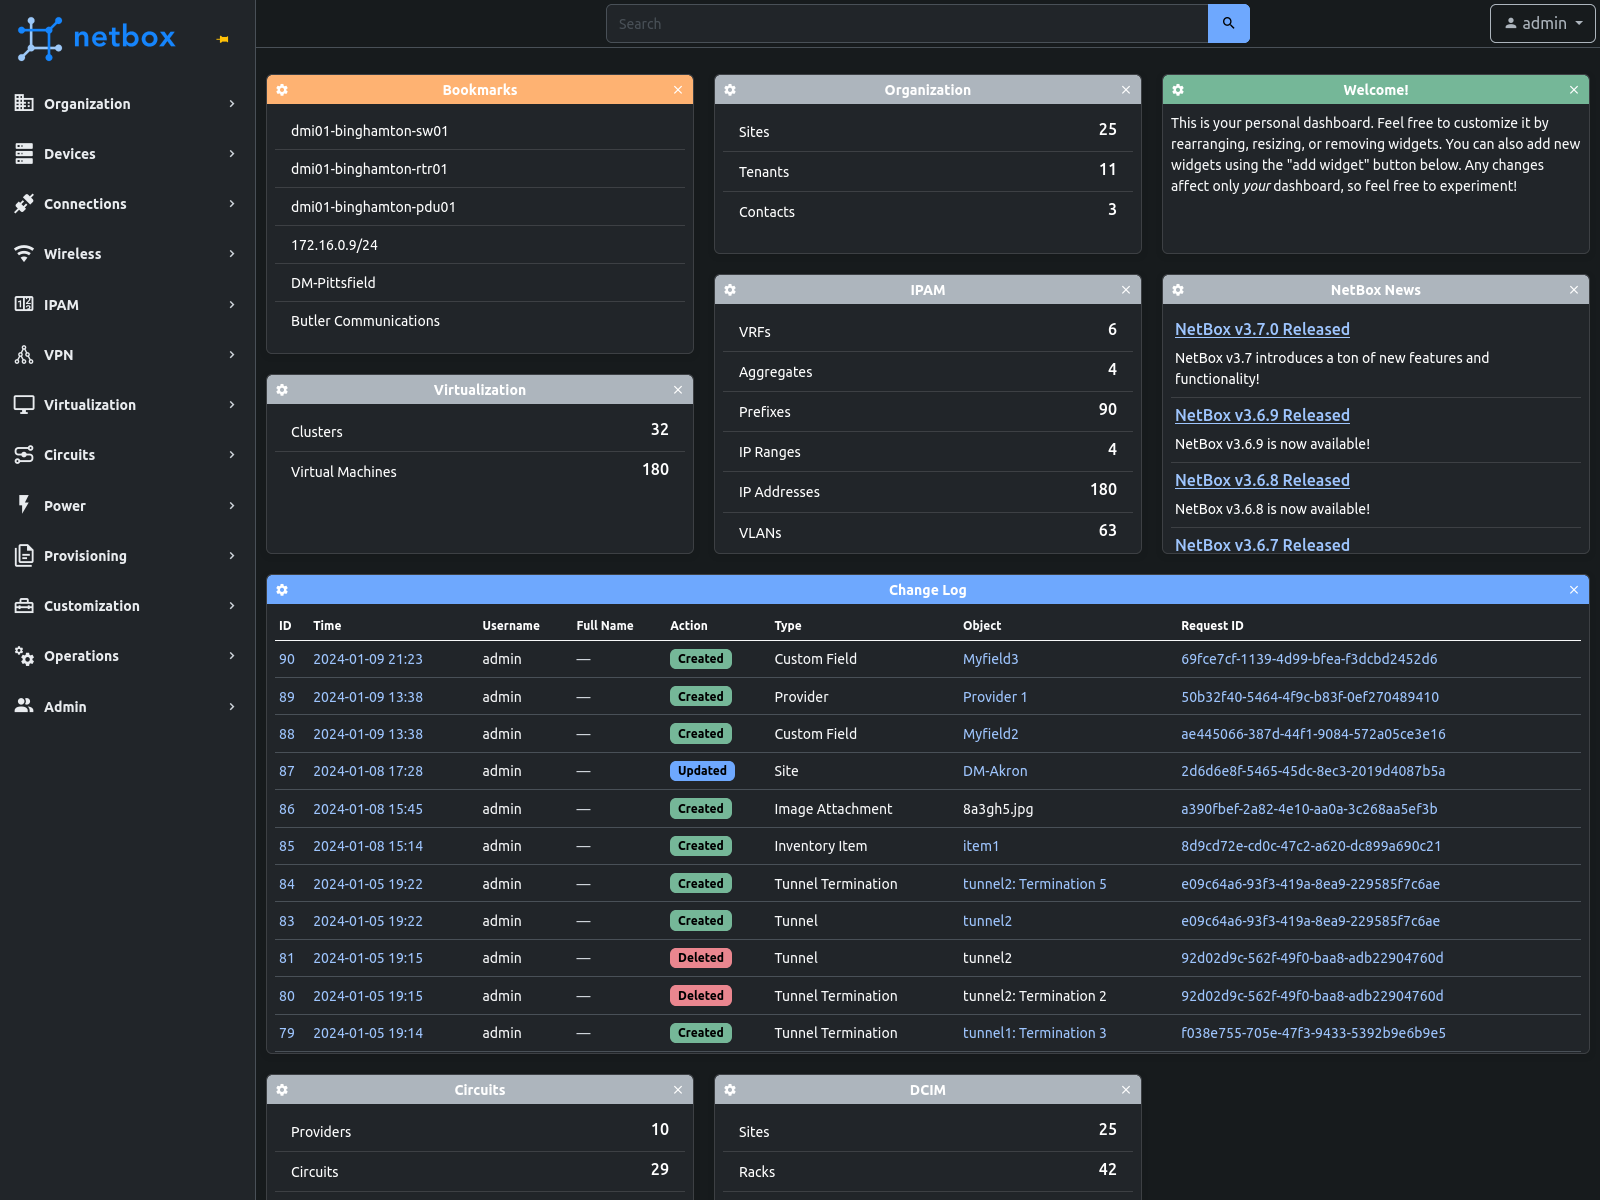 netbox
Search
admin
Organization
Devices
Connections
Wireless
IPAM
VPN
Virtualization
Circuits
Power
Provisioning
Customization
Operations
Admin
Bookmarks
dmi01-binghamton-sw01
dmi01-binghamton-rtr01
dmi01-binghamton-pdu01
172.16.0.9/24
DM-Pittsfield
Butler Communications
Organization
Sites 25
Tenants 11
Contacts 3
Welcome!
This is your personal dashboard. Feel free to customize it by
rearranging, resizing, or removing widgets. You can also add new
widgets using the "add widget" button below. Any changes
affect only your dashboard, so feel free to experiment!
Virtualization
Clusters 32
Virtual Machines 180
IPAM
VRFs 6
Aggregates 4
Prefixes 90
IP Ranges 4
IP Addresses 180
VLANs 63
NetBox News
NetBox v3.7.0 Released
NetBox v3.7 introduces a ton of new features and
functionality!
NetBox v3.6.9 Released
NetBox v3.6.9 is now available!
NetBox v3.6.8 Released
NetBox v3.6.8 is now available!
NetBox v3.6.7 Released
Change Log
ID Time Username Full Name Action Type Object Request ID
90 2024-01-09 21:23 admin — Created Custom Field Myfield3 69fce7cf-1139-4d99-bfea-f3dcbd2452d6
89 2024-01-09 13:38 admin — Created Provider Provider 1 50b32f40-5464-4f9c-b83f-0ef270489410
88 2024-01-09 13:38 admin — Created Custom Field Myfield2 ae445066-387d-44f1-9084-572a05ce3e16
87 2024-01-08 17:28 admin — Updated Site DM-Akron 2d6d6e8f-5465-45dc-8ec3-2019d4087b5a
86 2024-01-08 15:45 admin — Created Image Attachment 8a3gh5.jpg a390fbef-2a82-4e10-aa0a-3c268aa5ef3b
85 2024-01-08 15:14 admin — Created Inventory Item item1 8d9cd72e-cd0c-47c2-a620-dc899a690c21
84 2024-01-05 19:22 admin — Created Tunnel Termination tunnel2: Termination 5 e09c64a6-93f3-419a-8ea9-229585f7c6ae
83 2024-01-05 19:22 admin — Created Tunnel tunnel2 e09c64a6-93f3-419a-8ea9-229585f7c6ae
81 2024-01-05 19:15 admin — Deleted Tunnel tunnel2 92d02d9c-562f-49f0-baa8-adb22904760d
80 2024-01-05 19:15 admin — Deleted Tunnel Termination tunnel2: Termination 2 92d02d9c-562f-49f0-baa8-adb22904760d
79 2024-01-05 19:14 admin — Created Tunnel Termination tunnel1: Termination 3 f038e755-705e-47f3-9433-5392b9e6b9e5
Circuits
Providers 10
Circuits 29
DCIM
Sites 25
Racks 42